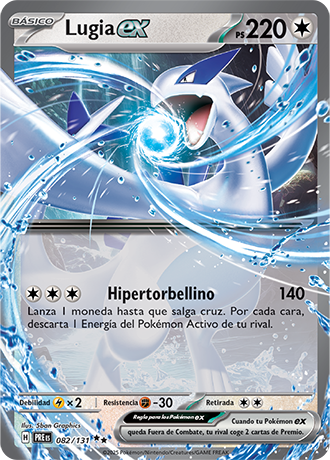 BÁSICO
Lugia ex PS 220
Hipertorbellino 140
Lanza 1 moneda hasta que salga cruz. Por cada cara,
descarta 1 Energía del Pokémon Activo de tu rival.
Debilidad ×2 Resistencia -30 Retirada
Ilus. 5ban Graphics
Regla para los Pokémon ex
Cuando tu Pokémon ex
queda Fuera de Combate, tu rival coge 2 cartas de Premio.
H PRE ES 082/131
©2025 Pokémon/Nintendo/Creatures/GAME FREAK